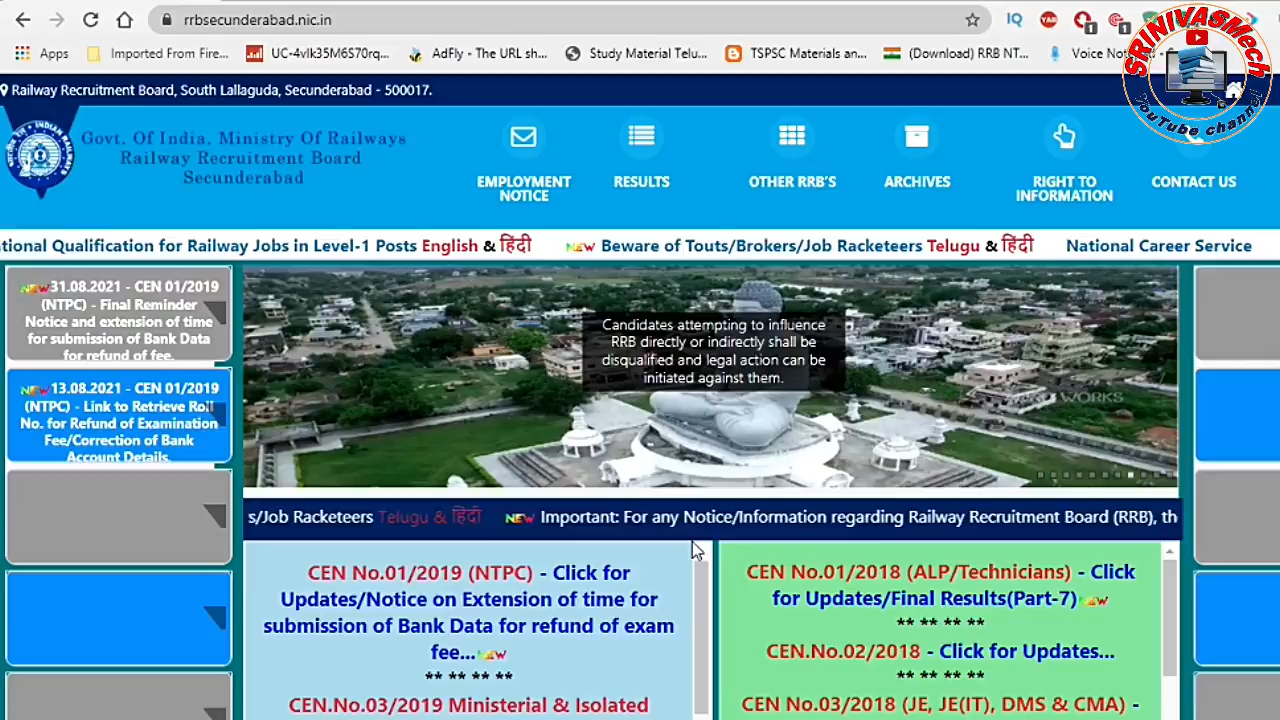 rrbsecunderabad.nic.in
Apps
Imported From Fire...
UC-4vlk35M6S70rq...
AdFly - The URL sh...
Study Material Telu...
TSPSC Materials an...
(Download) RRB NT...
SRINIVASMech
YouTube channel
Railway Recruitment Board, South Lallaguda, Secunderabad - 500017.
Govt. Of India, Ministry Of Railways
Railway Recruitment Board
Secunderabad
EMPLOYMENT
NOTICE
RESULTS
OTHER RRB'S
ARCHIVES
RIGHT TO
INFORMATION
CONTACT US
Qualification for Railway Jobs in Level-1 Posts English & हिंदी NEW Beware of Touts/Brokers/Job Racketeers Telugu & हिंदी National Career Service
NEW 31.08.2021 - CEN 01/2019
(NTPC) - Final Reminder
Notice and extension of time
for submission of Bank Data
for refund of fee.
NEW 13.08.2021 - CEN 01/2019
(NTPC) - Link to Retrieve Roll
No. for Refund of Examination
Fee/Correction of Bank
Account Details.
Candidates attempting to influence
RRB directly or indirectly shall be
disqualified and legal action can be
initiated against them.
s/Job Racketeers Telugu & हिंदी NEW Important: For any Notice/Information regarding Railway Recruitment Board (RRB), th
CEN No.01/2019 (NTPC) - Click for
Updates/Notice on Extension of time for
submission of Bank Data for refund of exam
fee... NEW
** ** ** **
CEN.No.03/2019 Ministerial & Isolated
CEN No.01/2018 (ALP/Technicians) - Click
for Updates/Final Results(Part-7) NEW
** ** ** **
CEN.No.02/2018 - Click for Updates...
** ** ** **
CEN No.03/2018 (JE, JE(IT), DMS & CMA) -